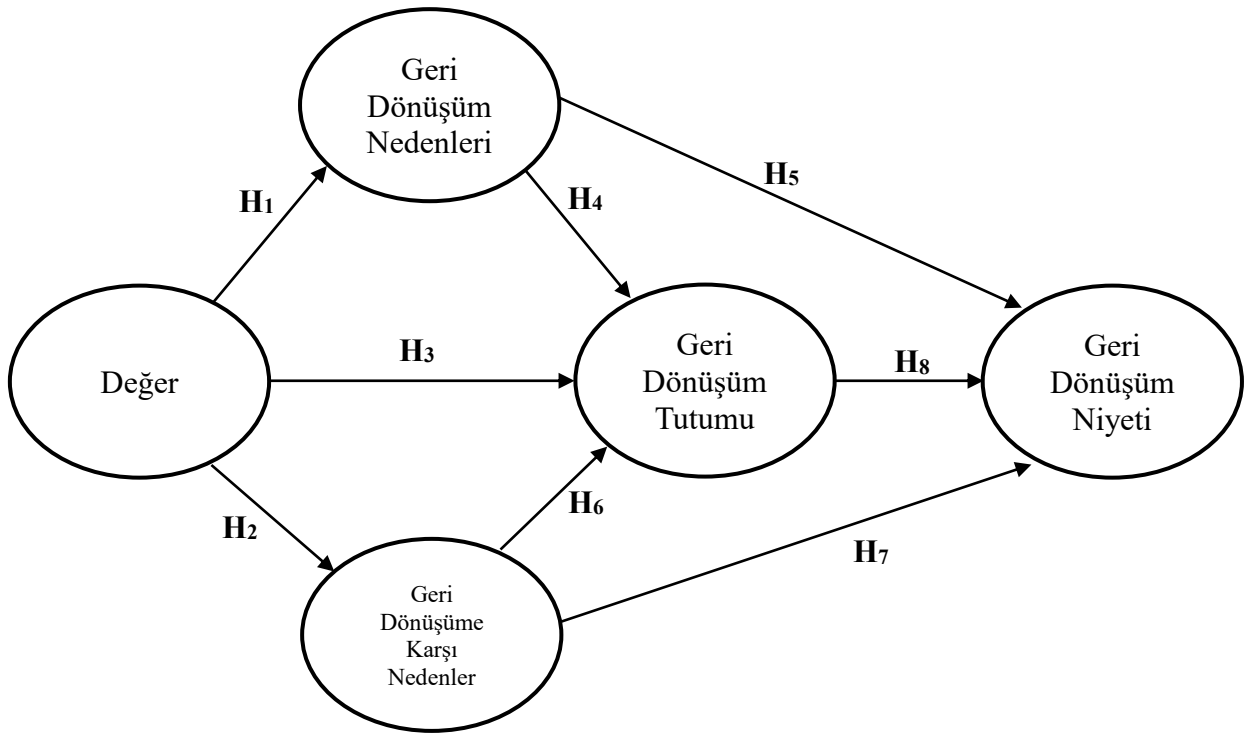 Geri
Dönüşüm
Nedenleri
H1
H4
H5
Değer
H3
Geri
Dönüşüm
Tutumu
H8
Geri
Dönüşüm
Niyeti
H2
H6
H7
Geri
Dönüşüme
Karşı
Nedenler